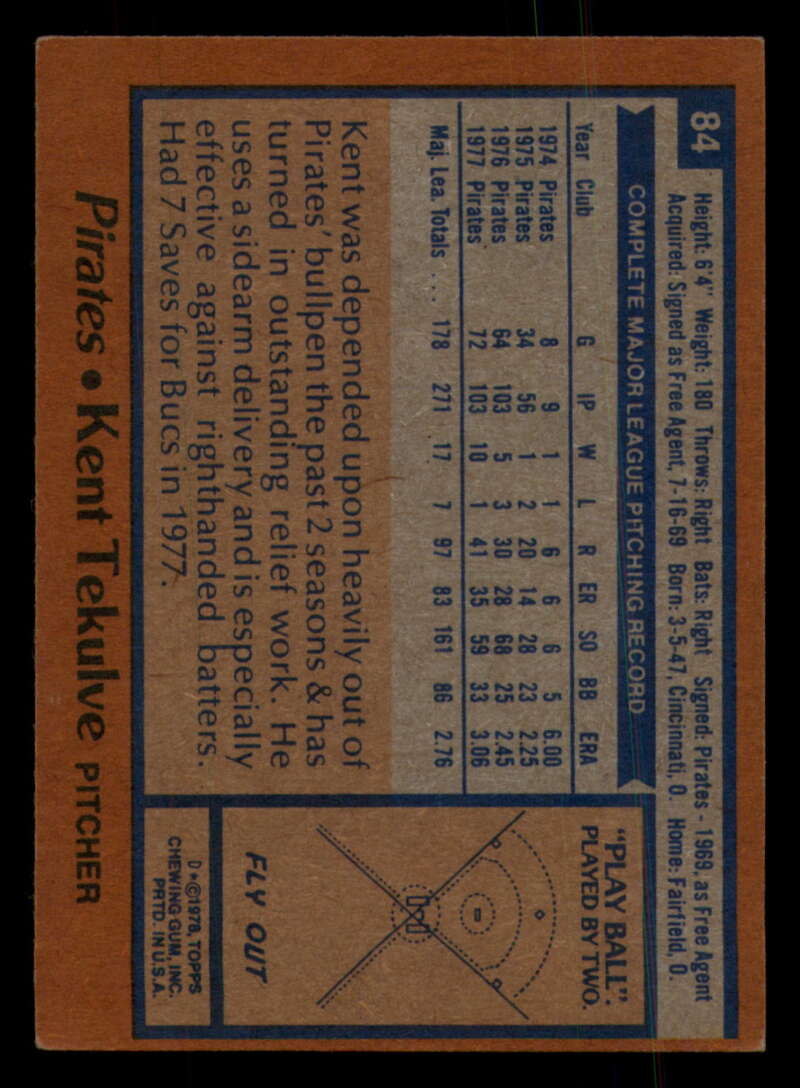 84
Height: 6'4" Weight: 180 Throws: Right Bats: Right Signed: Pirates - 1969, as Free Agent
Acquired: Signed as Free Agent, 7-16-69 Born: 3-5-47, Cincinnati, O. Home: Fairfield, O.
COMPLETE MAJOR LEAGUE PITCHING RECORD
Year Club G IP W L R ER SO BB ERA
1974 Pirates 8 9 1 1 6 6 6 5 6.00
1975 Pirates 34 56 1 2 20 14 28 23 2.25
1976 Pirates 64 103 5 3 30 28 68 25 2.45
1977 Pirates 72 103 10 1 41 35 59 33 3.06
Maj. Lea. Totals ... 178 271 17 7 97 83 161 86 2.76
Kent was depended upon heavily out of
Pirates' bullpen the past 2 seasons & has
turned in outstanding relief work. He
uses a sidearm delivery and is especially
effective against righthanded batters.
Had 7 Saves for Bucs in 1977.
"PLAY BALL".
PLAYED BY TWO.
FLY OUT
D*©1978, TOPPS
CHEWING GUM, INC.
PRTD. IN U.S.A.
Pirates • Kent Tekulve PITCHER